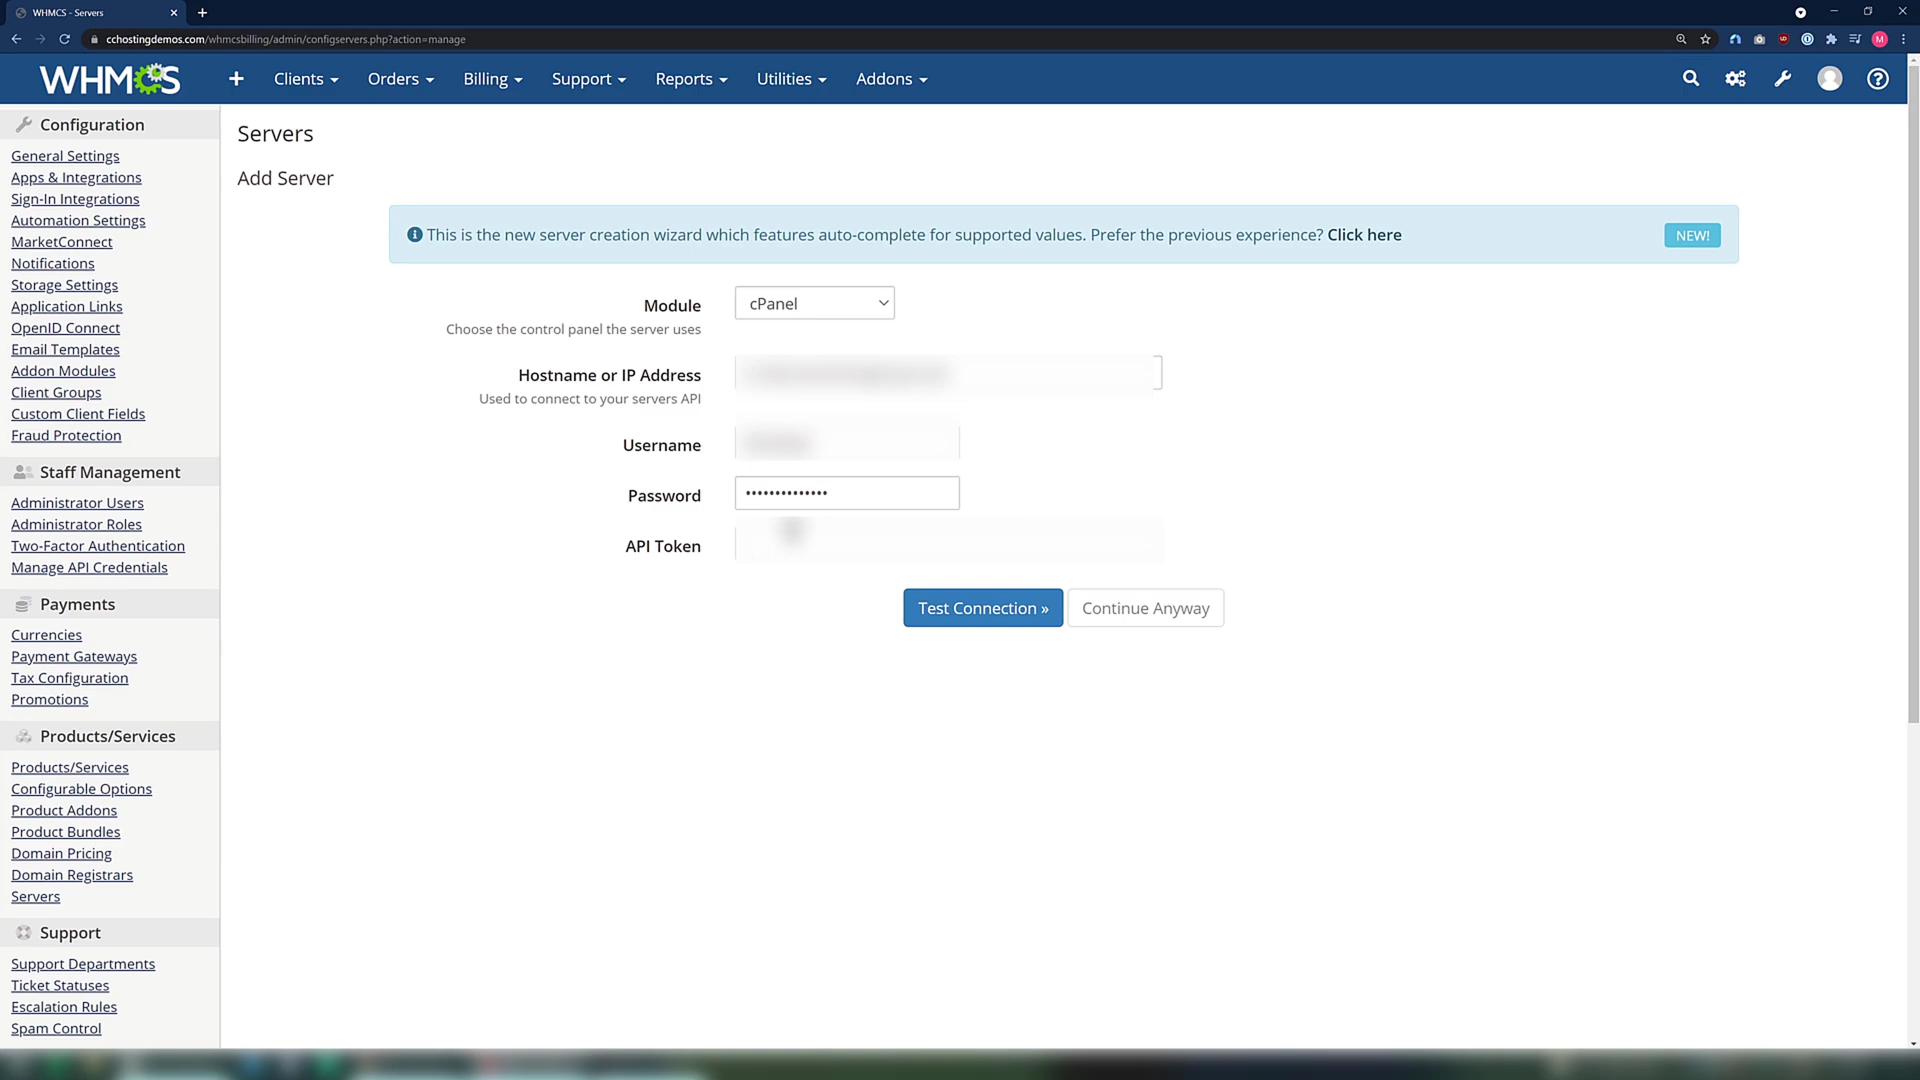 WHMCS - Servers
cchostingdemos.com/whmcsbilling/admin/configservers.php?action=manage
M
WHMCS
Clients
Orders
Billing
Support
Reports
Utilities
Addons
Configuration
General Settings
Apps & Integrations
Sign-In Integrations
Automation Settings
MarketConnect
Notifications
Storage Settings
Application Links
OpenID Connect
Email Templates
Addon Modules
Client Groups
Custom Client Fields
Fraud Protection
Staff Management
Administrator Users
Administrator Roles
Two-Factor Authentication
Manage API Credentials
Payments
Currencies
Payment Gateways
Tax Configuration
Promotions
Products/Services
Products/Services
Configurable Options
Product Addons
Product Bundles
Domain Pricing
Domain Registrars
Servers
Support
Support Departments
Ticket Statuses
Escalation Rules
Spam Control
Servers
Add Server
This is the new server creation wizard which features auto-complete for supported values. Prefer the previous experience? Click here
NEW!
Module
cPanel
Choose the control panel the server uses
Hostname or IP Address
Used to connect to your servers API
Username
Password
••••••••••••••
API Token
Test Connection »
Continue Anyway